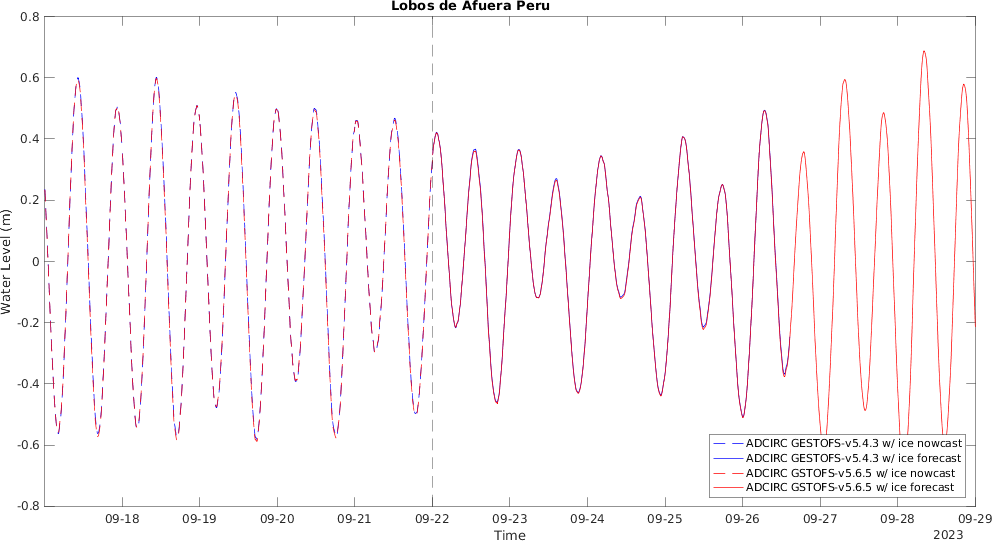 Lobos de Afuera Peru
Water Level (m)
0.8
0.6
0.4
0.2
0
-0.2
-0.4
-0.6
-0.8
ADCIRC GESTOFS-v5.4.3 w/ ice nowcast
ADCIRC GESTOFS-v5.4.3 w/ ice forecast
ADCIRC GSTOFS-v5.6.5 w/ ice nowcast
ADCIRC GSTOFS-v5.6.5 w/ ice forecast
09-18 09-19 09-20 09-21 09-22 09-23 09-24 09-25 09-26 09-27 09-28 09-29
Time
2023